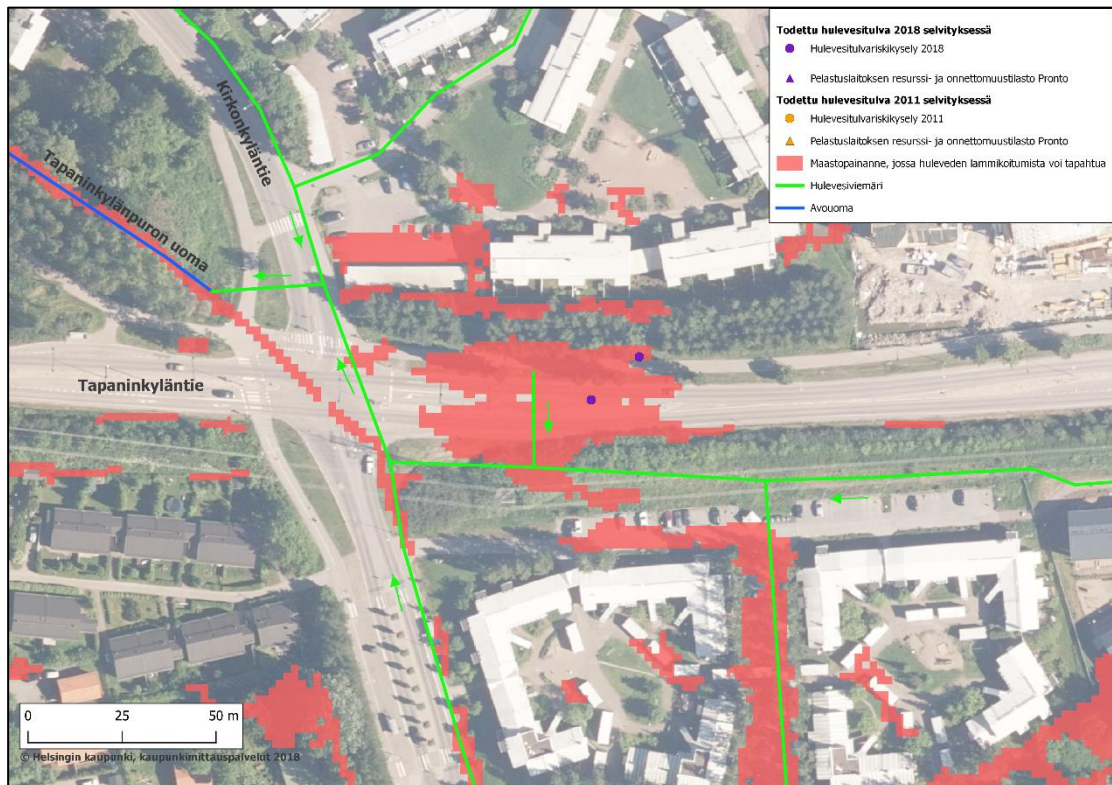 Todettu hulevesitulva 2018 selvityksessä
Hulevesitulvariskikysely 2018
Pelastuslaitoksen resurssi- ja onnettomuustilasto Pronto
Todettu hulevesitulva 2011 selvityksessä
Hulevesitulvariskikysely 2011
Pelastuslaitoksen resurssi- ja onnettomuustilasto Pronto
Maastopainanne, jossa huleveden lammikoitumista voi tapahtua
Hulevesiviemäri
Avouoma
Kirkonkyläntie
Tapaninkylänpuron uoma
Tapaninkyläntie
0 25 50 m
© Helsingin kaupunki, kaupunkimittauspalvelut 2018